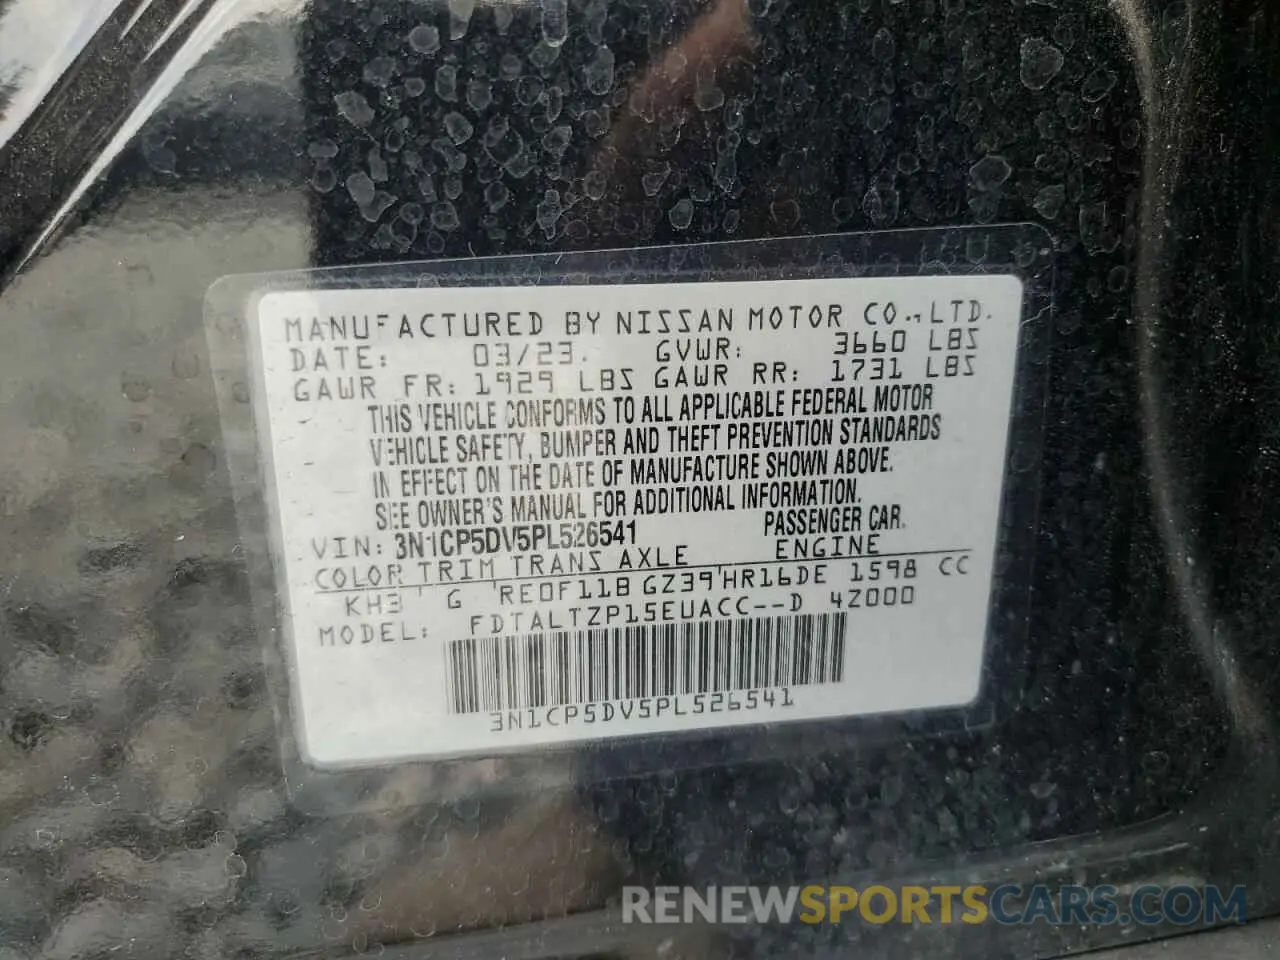 MANUFACTURED BY NISSAN MOTOR CO., LTD.
DATE: 03/23. GVWR: 3660 LBS
GAWR FR: 1929 LBS GAWR RR: 1731 LBS
THIS VEHICLE CONFORMS TO ALL APPLICABLE FEDERAL MOTOR
VEHICLE SAFETY, BUMPER AND THEFT PREVENTION STANDARDS
IN EFFECT ON THE DATE OF MANUFACTURE SHOWN ABOVE.
SEE OWNER'S MANUAL FOR ADDITIONAL INFORMATION.
VIN: 3N1CP5DV5PL526541 PASSENGER CAR.
COLOR TRIM TRANS AXLE ENGINE
KH3 G RE0F11B GZ39 HR16DE 1598 CC
MODEL: FDTALTZP15EUACC--D 4Z000
3N1CP5DV5PL526541
RENEWSPORTSCARS.COM